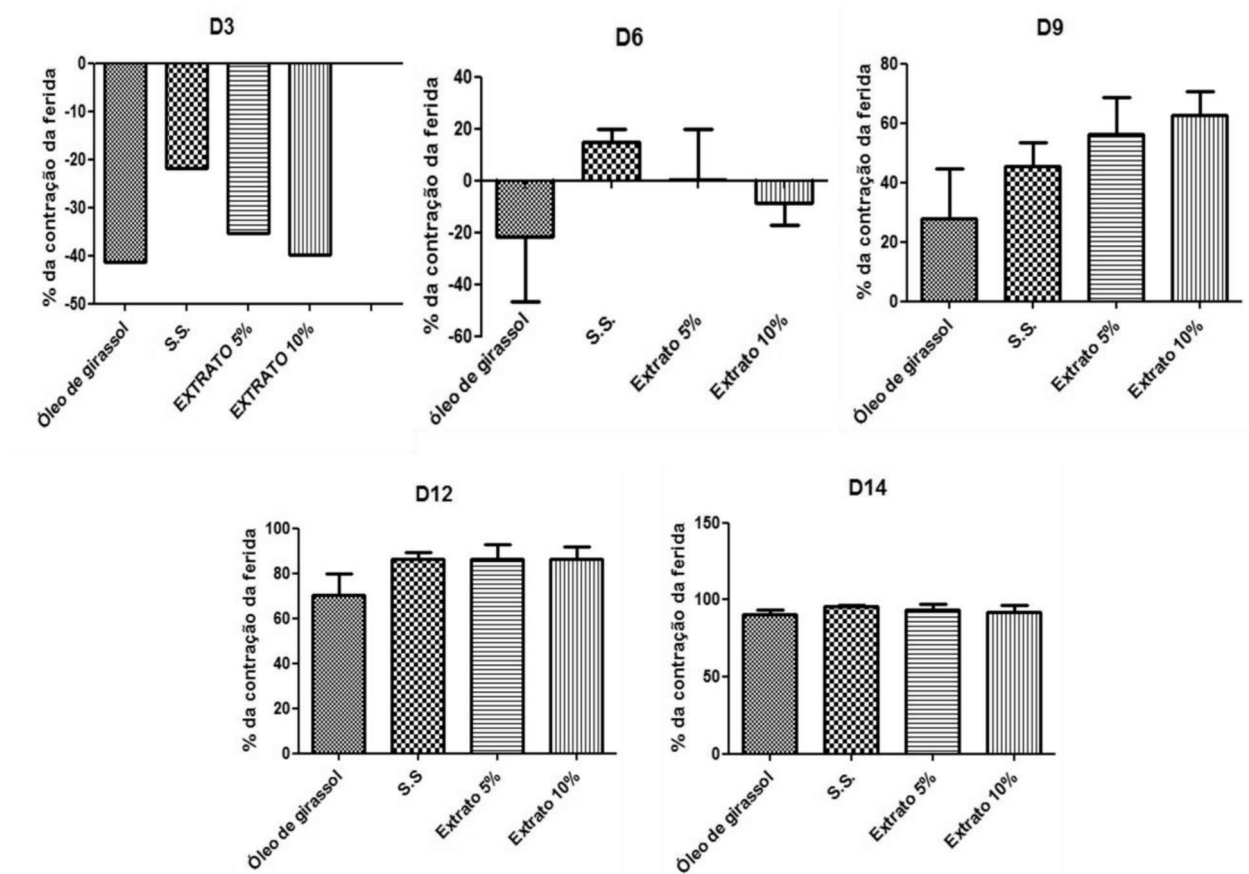 D3
% da contração da ferida
0
-10
-20
-30
-40
-50
Óleo de girassol
S.S.
EXTRATO 5%
EXTRATO 10%
D6
% da contração da ferida
40
20
0
-20
-40
-60
óleo de girassol
S.S.
Extrato 5%
Extrato 10%
D9
% da contração da ferida
80
60
40
20
0
Óleo de girassol
S.S.
Extrato 5%
Extrato 10%
D12
% da contração da ferida
100
80
60
40
20
0
Óleo de girassol
S.S
Extrato 5%
Extrato 10%
D14
% da contração da ferida
150
100
50
0
Óleo de girassol
S.S.
Extrato 5%
Extrato 10%